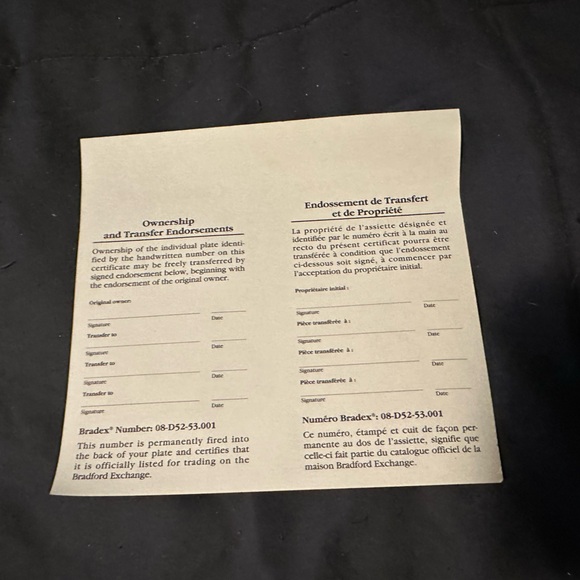 Ownership
and Transfer Endorsements
Ownership of the individual plate identi-
fied by the handwritten number on this
certificate may be freely transferred by
signed endorsement below, beginning with
the endorsement of the original owner.
Original owner:
Signature Date
Transfer to
Signature Date
Transfer to
Signature Date
Transfer to
Signature Date
Bradex® Number: 08-D52-53.001
This number is permanently fired into
the back of your plate and certifies that
it is officially listed for trading on the
Bradford Exchange.
Endossement de Transfert
et de Propriété
La propriété de l'assiette désignée et
identifiée par le numéro écrit à la main au
recto du présent certificat pourra être
transférée à condition que l'endossement
ci-dessous soit signé, à commencer par
l'acceptation du propriétaire initial.
Propriétaire initial :
Signature Date
Pièce transférée à :
Signature Date
Pièce transférée à :
Signature Date
Pièce transférée à :
Signature Date
Numéro Bradex®: 08-D52-53.001
Ce numéro, étampé et cuit de façon per-
manente au dos de l'assiette, signifie que
celle-ci fait partie du catalogue officiel de la
maison Bradford Exchange.